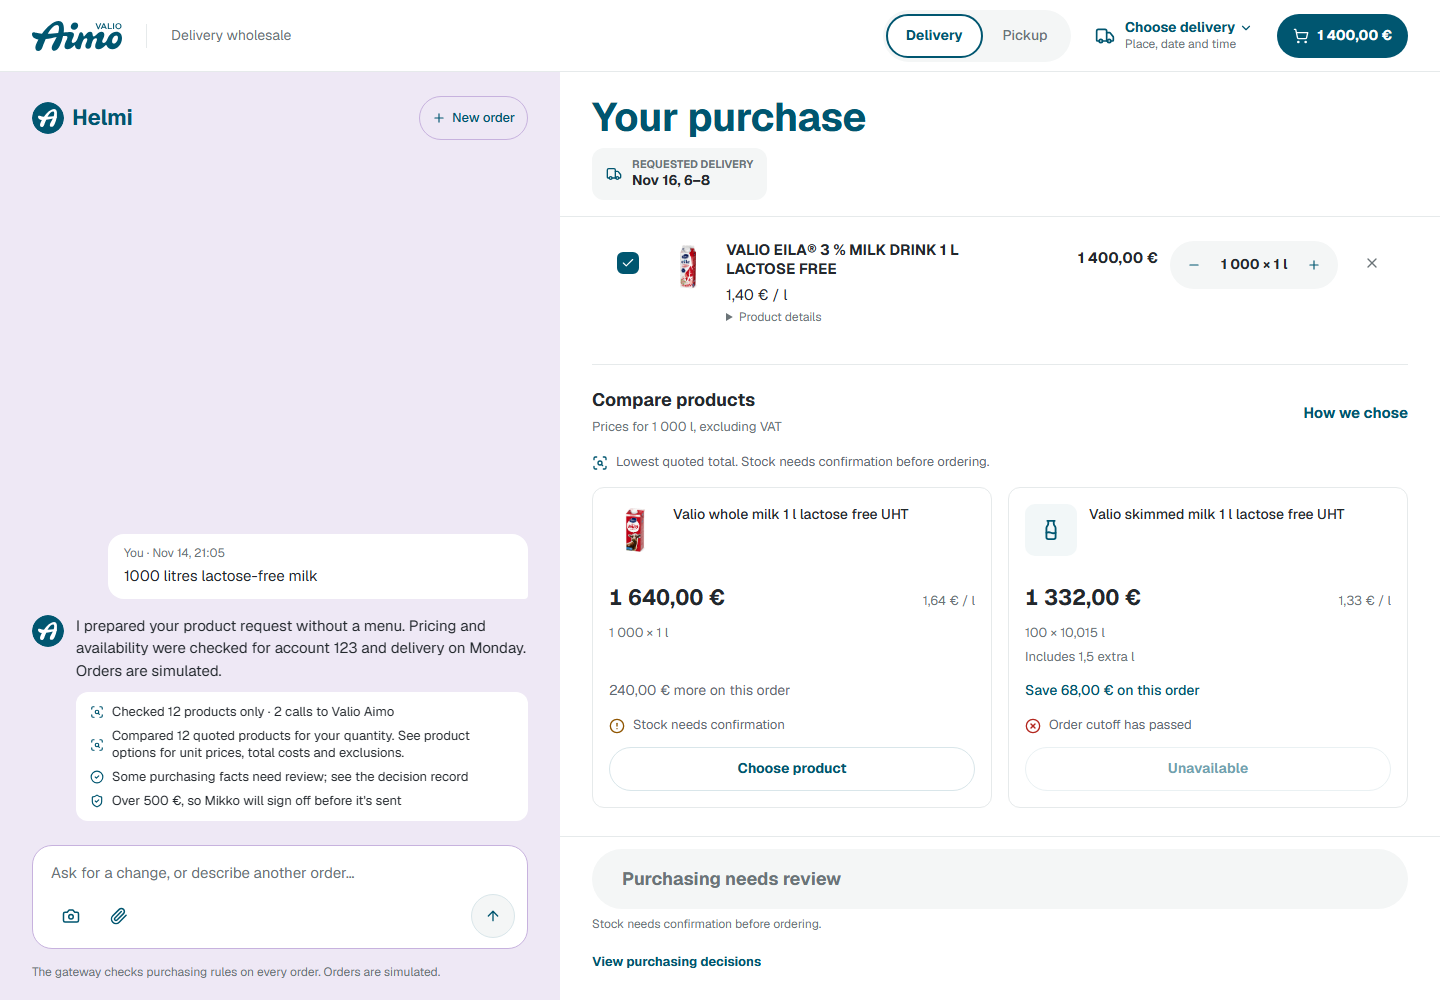 VALIO
Aimo
Delivery wholesale
Delivery
Pickup
Choose delivery
Place, date and time
1 400,00 €
Helmi
New order
You · Nov 14, 21:05
1000 litres lactose-free milk
I prepared your product request without a menu. Pricing and
availability were checked for account 123 and delivery on Monday.
Orders are simulated.
Checked 12 products only · 2 calls to Valio Aimo
Compared 12 quoted products for your quantity. See product
options for unit prices, total costs and exclusions.
Some purchasing facts need review; see the decision record
Over 500 €, so Mikko will sign off before it's sent
Ask for a change, or describe another order...
The gateway checks purchasing rules on every order. Orders are simulated.
Your purchase
REQUESTED DELIVERY
Nov 16, 6–8
VALIO EILA® 3 % MILK DRINK 1 L
LACTOSE FREE
1,40 € / l
Product details
1 400,00 €
1 000 × 1 l
Compare products
Prices for 1 000 l, excluding VAT
How we chose
Lowest quoted total. Stock needs confirmation before ordering.
Valio whole milk 1 l lactose free UHT
1 640,00 €
1,64 € / l
1 000 × 1 l
240,00 € more on this order
Stock needs confirmation
Choose product
Valio skimmed milk 1 l lactose free UHT
1 332,00 €
1,33 € / l
100 × 10,015 l
Includes 1,5 extra l
Save 68,00 € on this order
Order cutoff has passed
Unavailable
Purchasing needs review
Stock needs confirmation before ordering.
View purchasing decisions